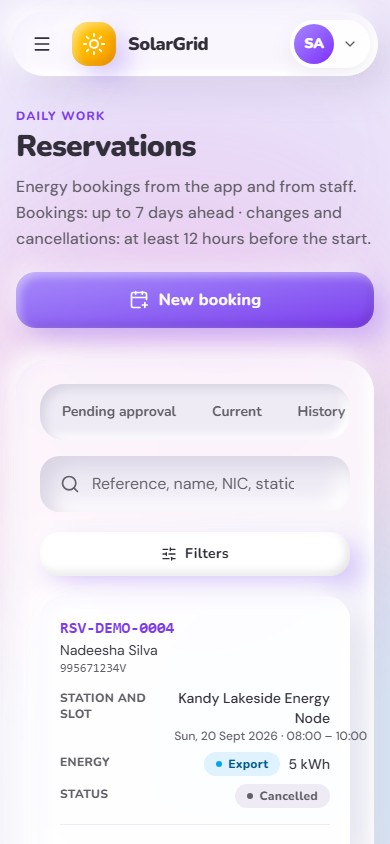 SolarGrid
SA
DAILY WORK
Reservations
Energy bookings from the app and from staff.
Bookings: up to 7 days ahead · changes and
cancellations: at least 12 hours before the start.
New booking
Pending approval Current History
Reference, name, NIC, static
Filters
RSV-DEMO-0004
Nadeesha Silva
995671234V
STATION AND SLOT
Kandy Lakeside Energy
Node
Sun, 20 Sept 2026 · 08:00 – 10:00
ENERGY Export 5 kWh
STATUS Cancelled